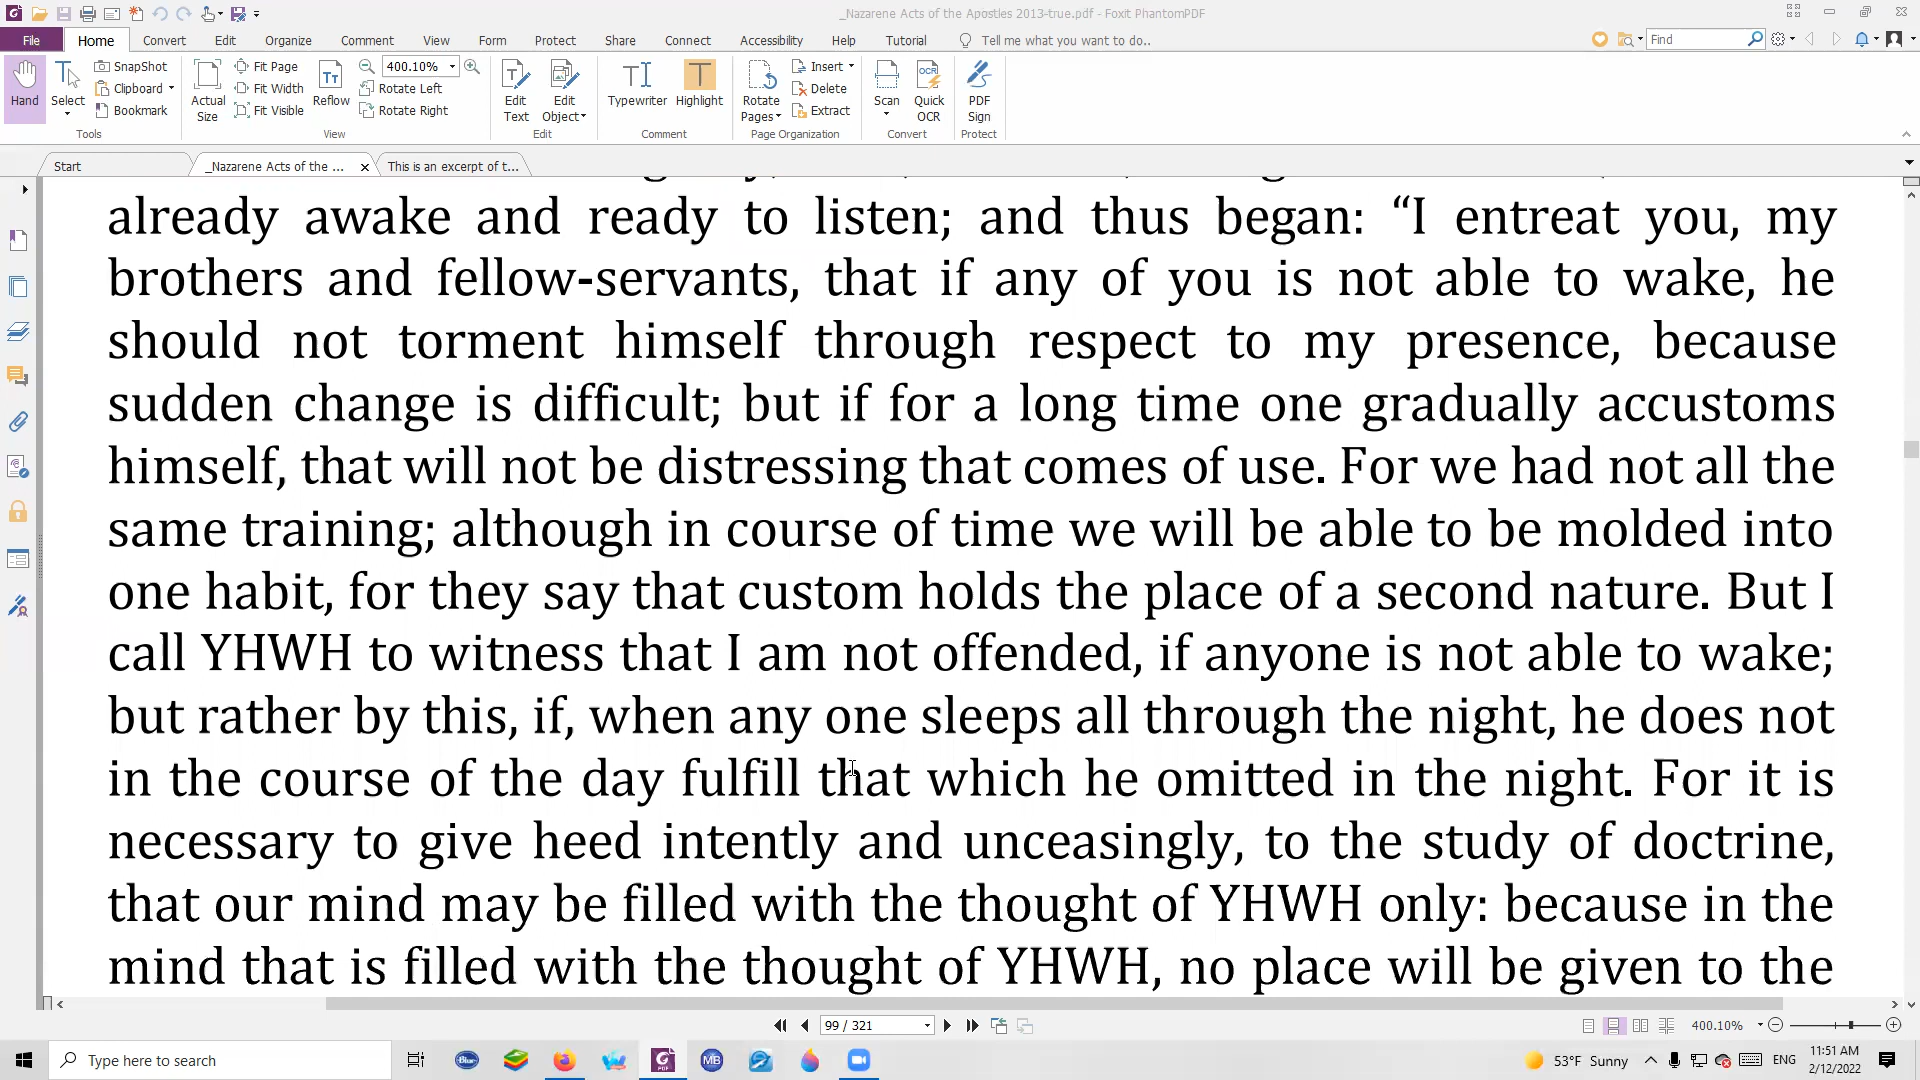 _Nazarene Acts of the Apostles 2013-true.pdf - Foxit PhantomPDF
File Home Convert Edit Organize Comment View Form Protect Share Connect Accessibility Help Tutorial Tell me what you want to do.. Find
Hand
Select
SnapShot
Clipboard
Bookmark
Tools
Actual Size
Fit Page
Fit Width
Fit Visible
Reflow
400.10%
Rotate Left
Rotate Right
View
Edit Text
Edit Object
Edit
Typewriter
Highlight
Comment
Rotate Pages
Insert
Delete
Extract
Page Organization
Scan
Quick OCR
Convert
PDF Sign
Protect
Start _Nazarene Acts of the ... This is an excerpt of t...
already awake and ready to listen; and thus began: “I entreat you, my
brothers and fellow-servants, that if any of you is not able to wake, he
should not torment himself through respect to my presence, because
sudden change is difficult; but if for a long time one gradually accustoms
himself, that will not be distressing that comes of use. For we had not all the
same training; although in course of time we will be able to be molded into
one habit, for they say that custom holds the place of a second nature. But I
call YHWH to witness that I am not offended, if anyone is not able to wake;
but rather by this, if, when any one sleeps all through the night, he does not
in the course of the day fulfill that which he omitted in the night. For it is
necessary to give heed intently and unceasingly, to the study of doctrine,
that our mind may be filled with the thought of YHWH only: because in the
mind that is filled with the thought of YHWH, no place will be given to the
99 / 321 400.10%
Type here to search 53°F Sunny ENG 11:51 AM
2/12/2022